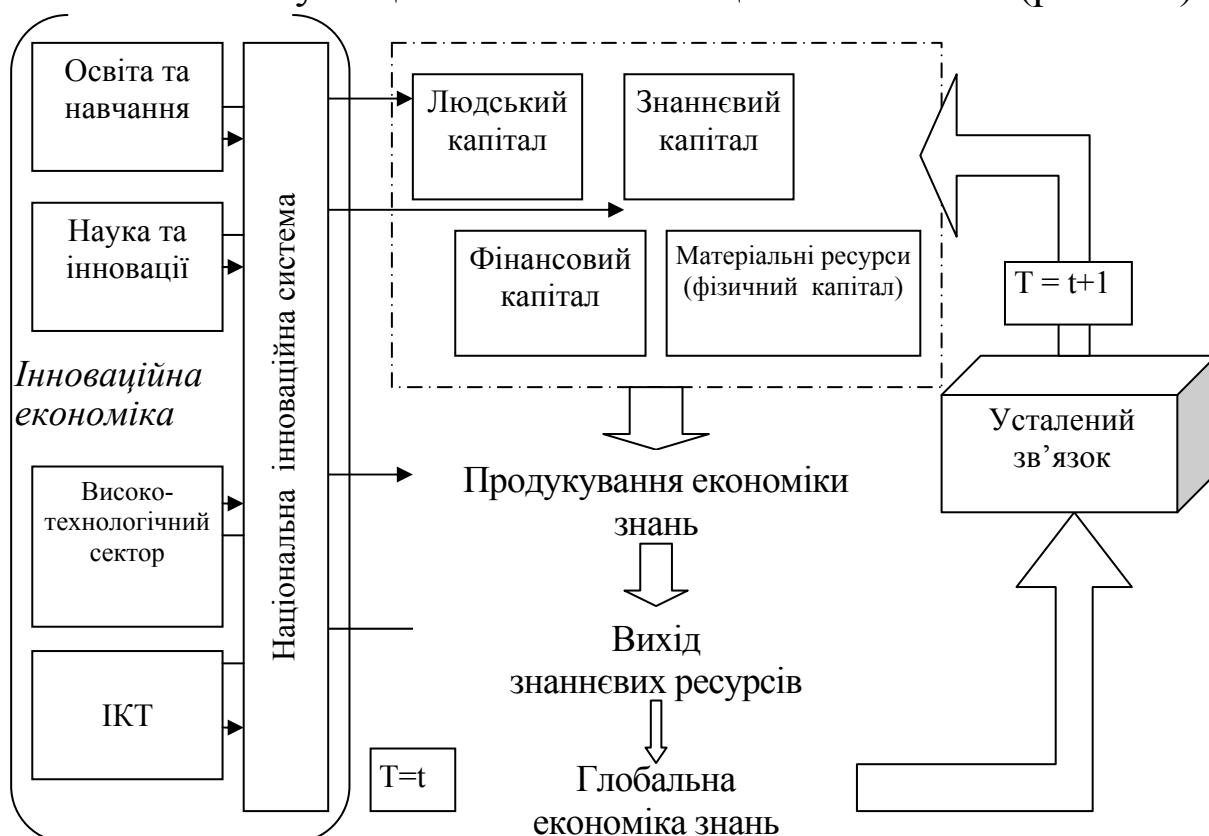 Освіта та
навчання
Наука та
інновації
Інноваційна
економіка
Високо-
технологічний
сектор
ІКТ
Національна інноваційна система
Людський
капітал
Знаннєвий
капітал
Фінансовий
капітал
Матеріальні ресурси
(фізичний капітал)
T = t+1
Усталений
зв’язок
Продукування економіки
знань
Вихід
знаннєвих ресурсів
T=t
Глобальна
економіка знань